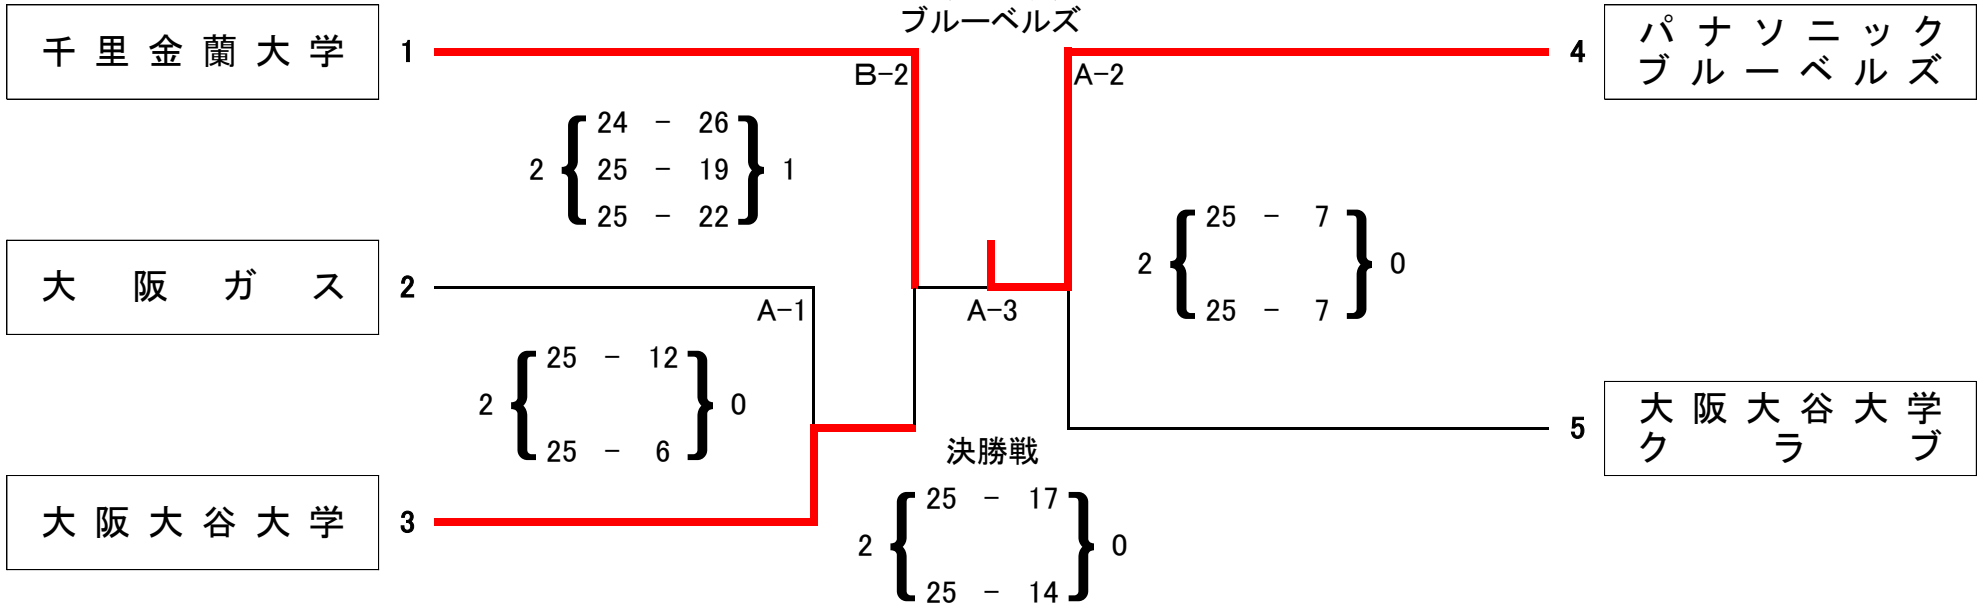 ブルーベルズ
千里金蘭大学 1
4 パナソニック
ブルーベルズ
B-2
A-2
24 - 26
2 25 - 19 1
25 - 22
25 - 7
2 0
25 - 7
大阪ガス 2
A-1
A-3
25 - 12
2 0
25 - 6
5 大阪大谷大学
クラブ
大阪大谷大学 3
決勝戦
25 - 17
2 0
25 - 14